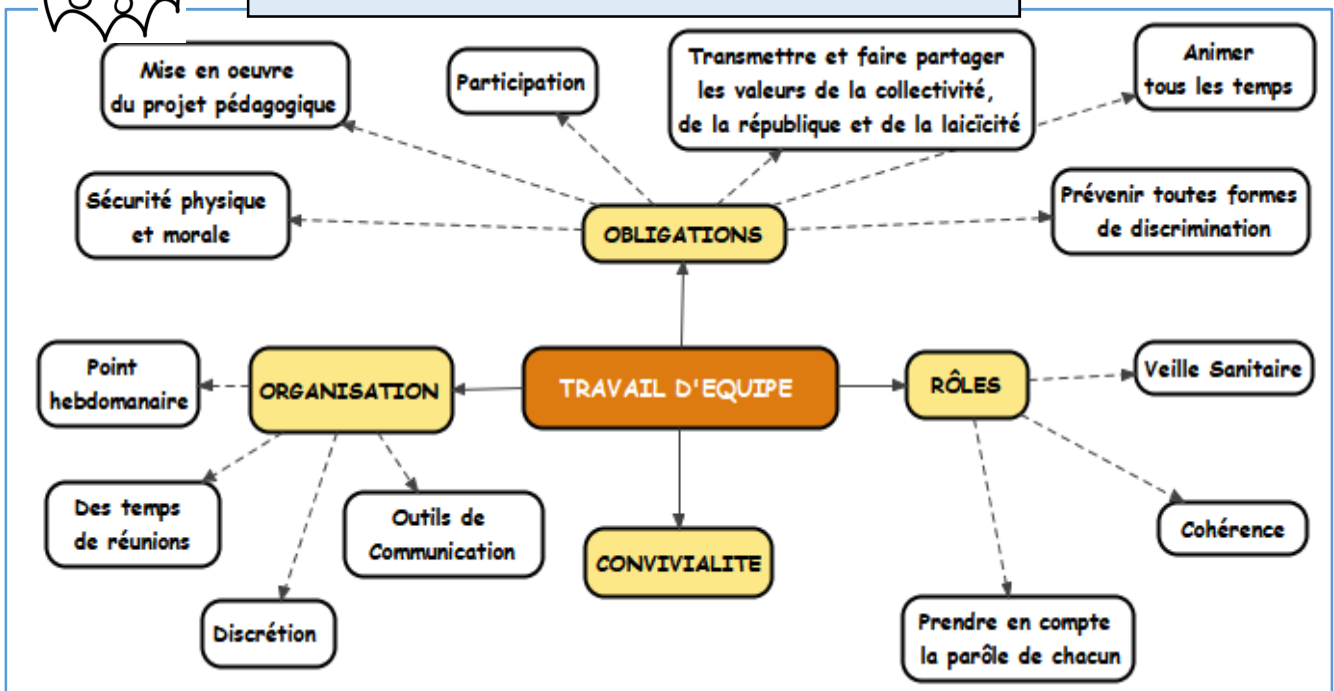 Mise en oeuvre
du projet pédagogique
Participation
Transmettre et faire partager
les valeurs de la collectivité,
de la république et de la laicïcité
Animer
tous les temps
Sécurité physique
et morale
OBLIGATIONS
Prévenir toutes formes
de discrimination
Point
hebdomanaire
ORGANISATION
TRAVAIL D'EQUIPE
RÔLES
Veille Sanitaire
Des temps
de réunions
Outils de
Communication
CONVIVIALITE
Cohérence
Discrétion
Prendre en compte
la parôle de chacun